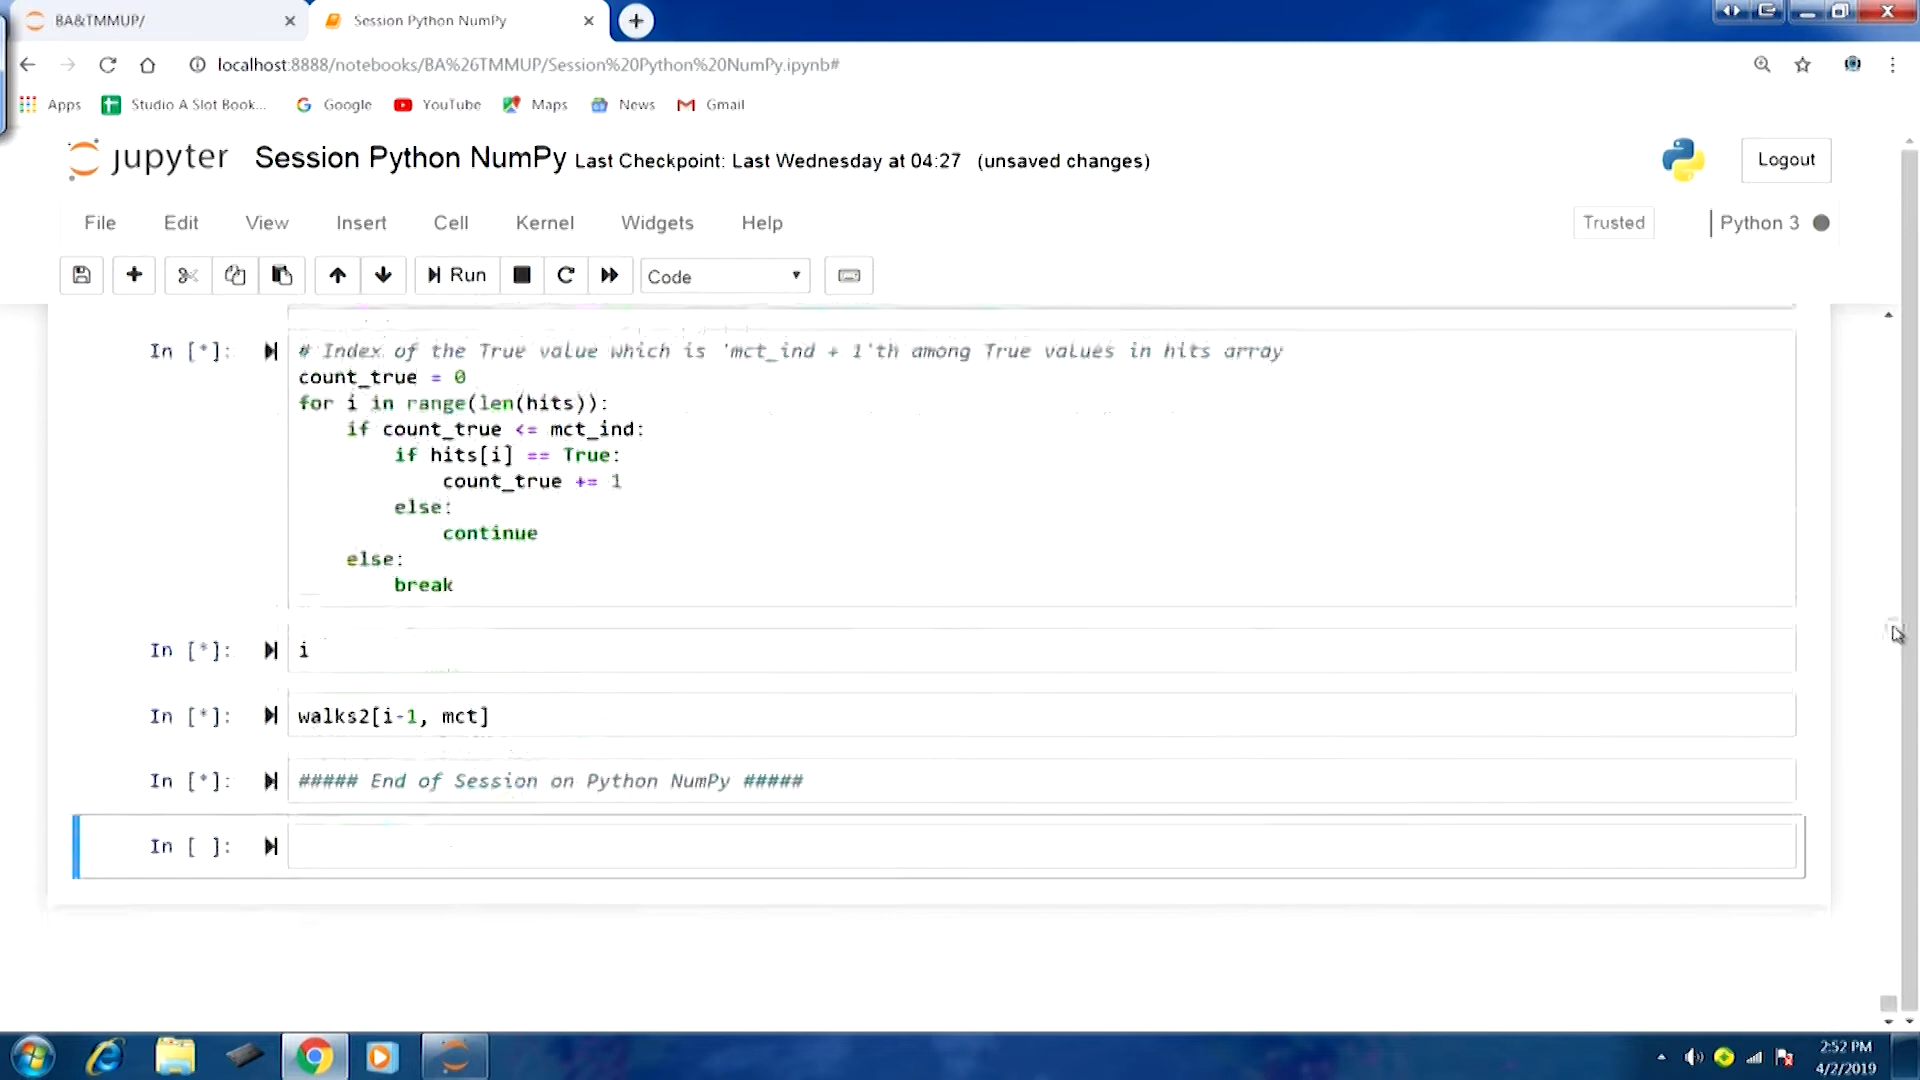 BA&TMMUP/
Session Python NumPy
localhost:8888/notebooks/BA%26TMMUP/Session%20Python%20NumPy.ipynb#
Apps Studio A Slot Book... Google YouTube Maps News Gmail
jupyter Session Python NumPy Last Checkpoint: Last Wednesday at 04:27 (unsaved changes)
Logout
File Edit View Insert Cell Kernel Widgets Help
Trusted Python 3
Run Code
In [*]: # Index of the True value which is 'mct_ind + 1'th among True values in hits array
count_true = 0
for i in range(len(hits)):
    if count_true <= mct_ind:
        if hits[i] == True:
            count_true += 1
        else:
            continue
    else:
        break
In [*]: i
In [*]: walks2[i-1, mct]
In [*]: ##### End of Session on Python NumPy #####
In [ ]:
2:52 PM
4/2/2019